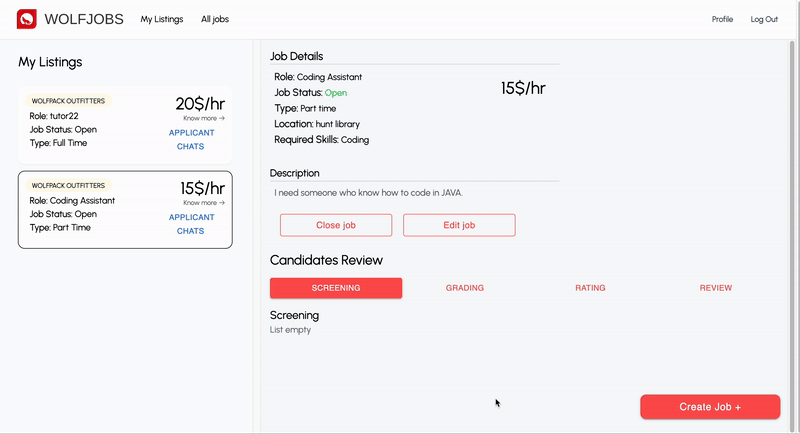 WOLFJOBS My Listings All jobs Profile Log Out
My Listings
WOLFPACK OUTFITTERS
20$/hr
Role: tutor22
Know more →
Job Status: Open
APPLICANT CHATS
Type: Full Time
WOLFPACK OUTFITTERS
15$/hr
Role: Coding Assistant
Know more →
Job Status: Open
APPLICANT CHATS
Type: Part Time
Job Details
Role: Coding Assistant
15$/hr
Job Status: Open
Type: Part time
Location: hunt library
Required Skills: Coding
Description
I need someone who know how to code in JAVA.
Close job Edit job
Candidates Review
SCREENING GRADING RATING REVIEW
Screening
List empty
Create Job +